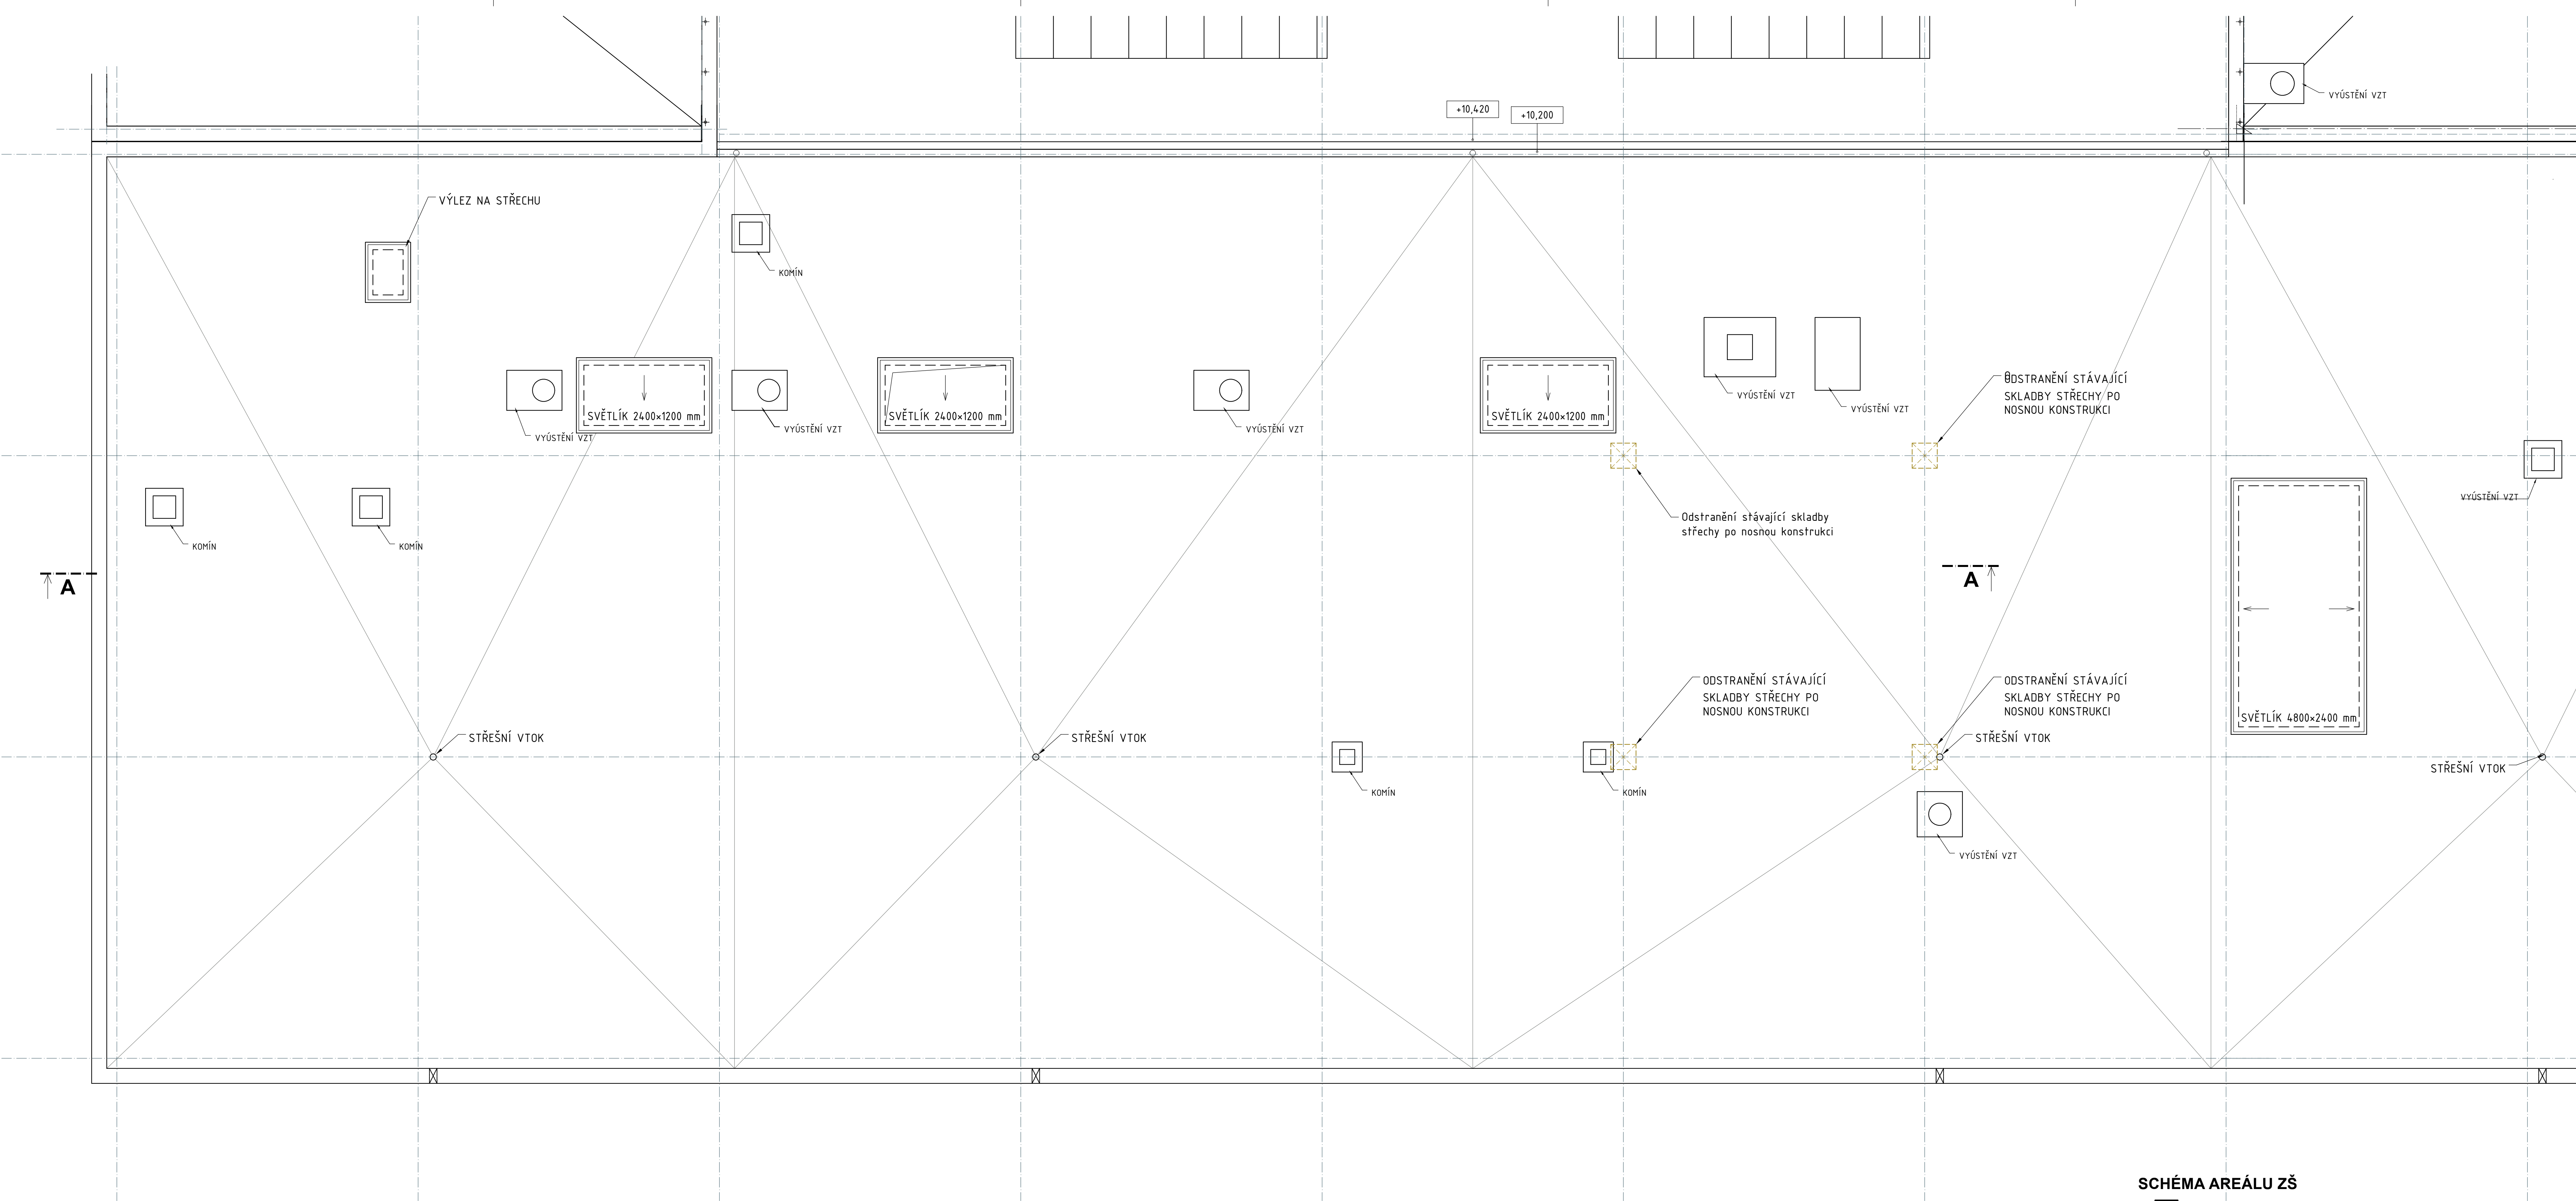 +10,420
+10,200
VYÚSTĚNÍ VZT
VÝLEZ NA STŘECHU
KOMÍN
SVĚTLÍK 2400×1200 mm
VYÚSTĚNÍ VZT
VYÚSTĚNÍ VZT
SVĚTLÍK 2400×1200 mm
VYÚSTĚNÍ VZT
SVĚTLÍK 2400×1200 mm
VYÚSTĚNÍ VZT
VYÚSTĚNÍ VZT
ODSTRANĚNÍ STÁVAJÍCÍ
SKLADBY STŘECHY PO
NOSNOU KONSTRUKCI
KOMÍN
KOMÍN
Odstranění stávající skladby
střechy po nosnou konstrukci
VYÚSTĚNÍ VZT
A
A
ODSTRANĚNÍ STÁVAJÍCÍ
SKLADBY STŘECHY PO
NOSNOU KONSTRUKCI
ODSTRANĚNÍ STÁVAJÍCÍ
SKLADBY STŘECHY PO
NOSNOU KONSTRUKCI
SVĚTLÍK 4800×2400 mm
STŘEŠNÍ VTOK
STŘEŠNÍ VTOK
STŘEŠNÍ VTOK
STŘEŠNÍ VTOK
KOMÍN
KOMÍN
VYÚSTĚNÍ VZT
SCHÉMA AREÁLU ZŠ